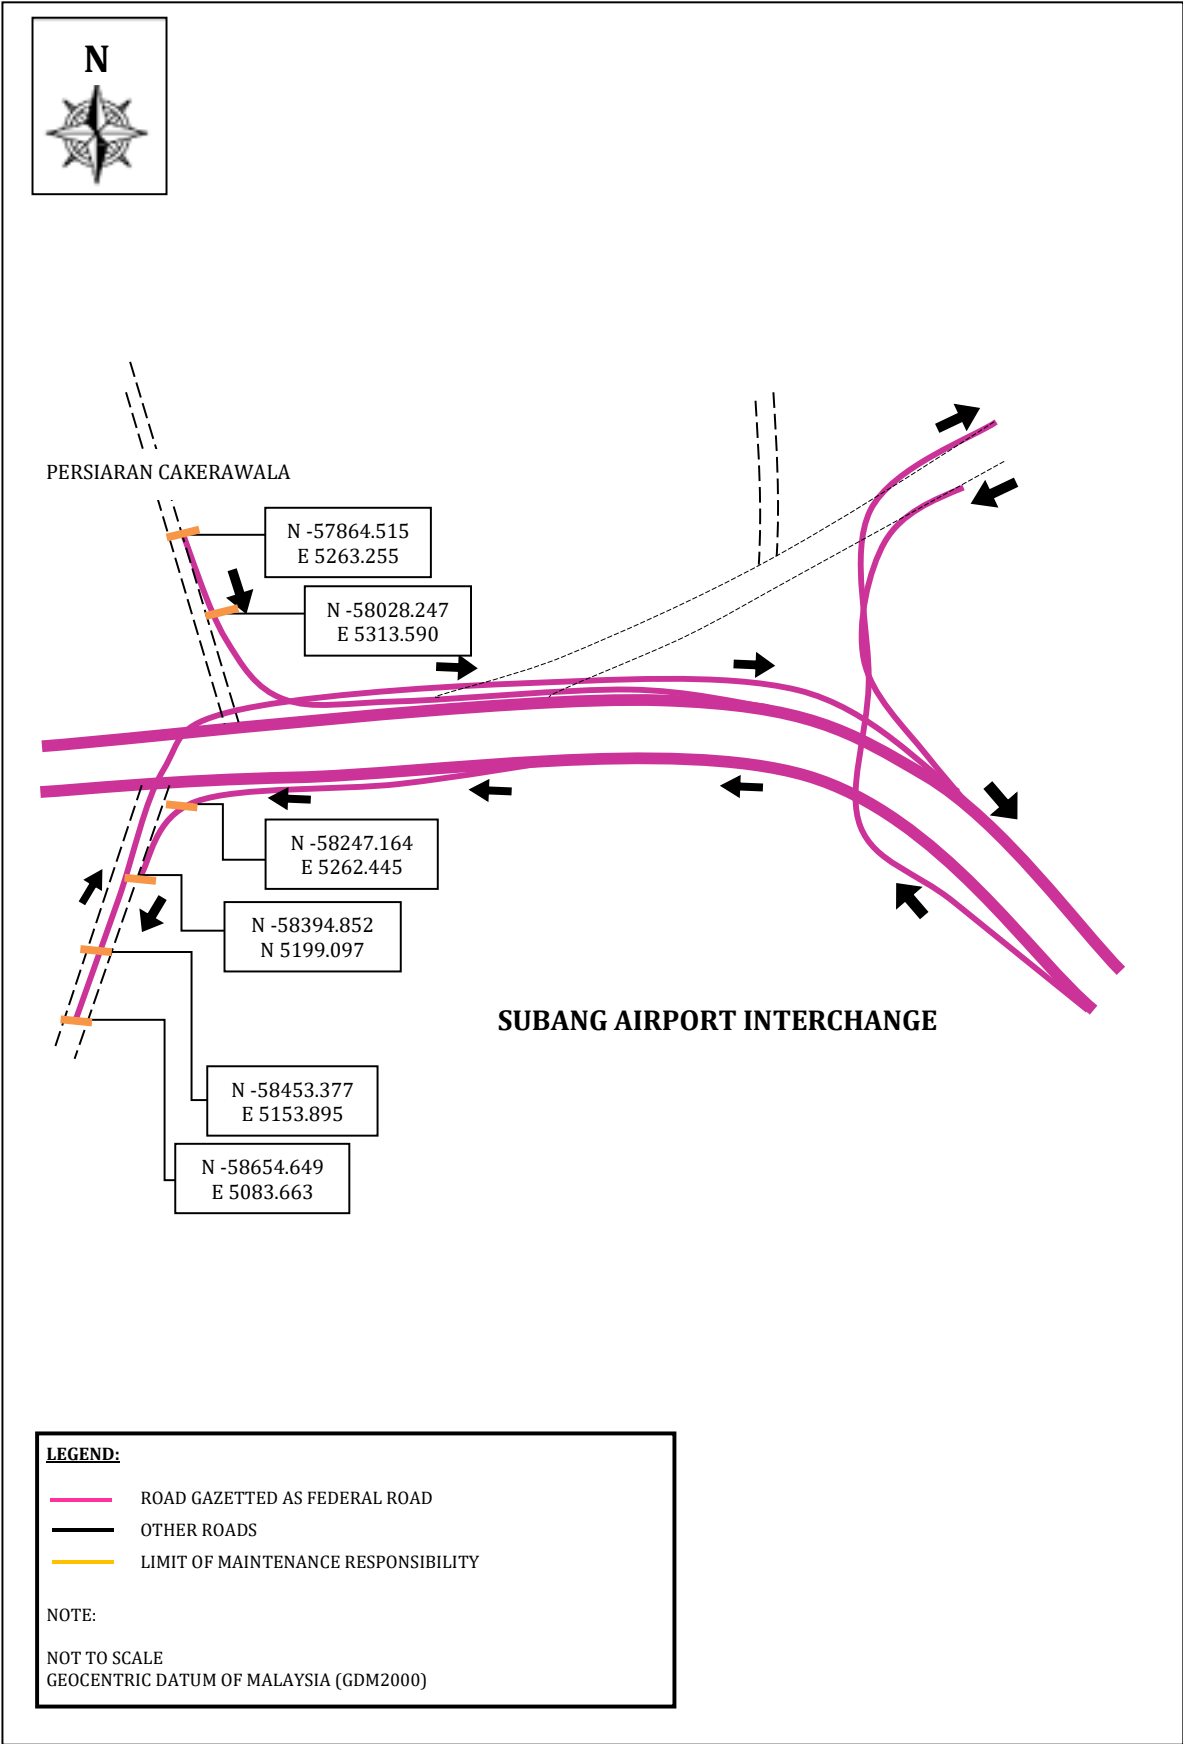 N
PERSIARAN CAKERAWALA
N -57864.515
E 5263.255
N -58028.247
E 5313.590
N -58247.164
E 5262.445
N -58394.852
N 5199.097
SUBANG AIRPORT INTERCHANGE
N -58453.377
E 5153.895
N -58654.649
E 5083.663
LEGEND:
ROAD GAZETTED AS FEDERAL ROAD
OTHER ROADS
LIMIT OF MAINTENANCE RESPONSIBILITY
NOTE:
NOT TO SCALE
GEOCENTRIC DATUM OF MALAYSIA (GDM2000)